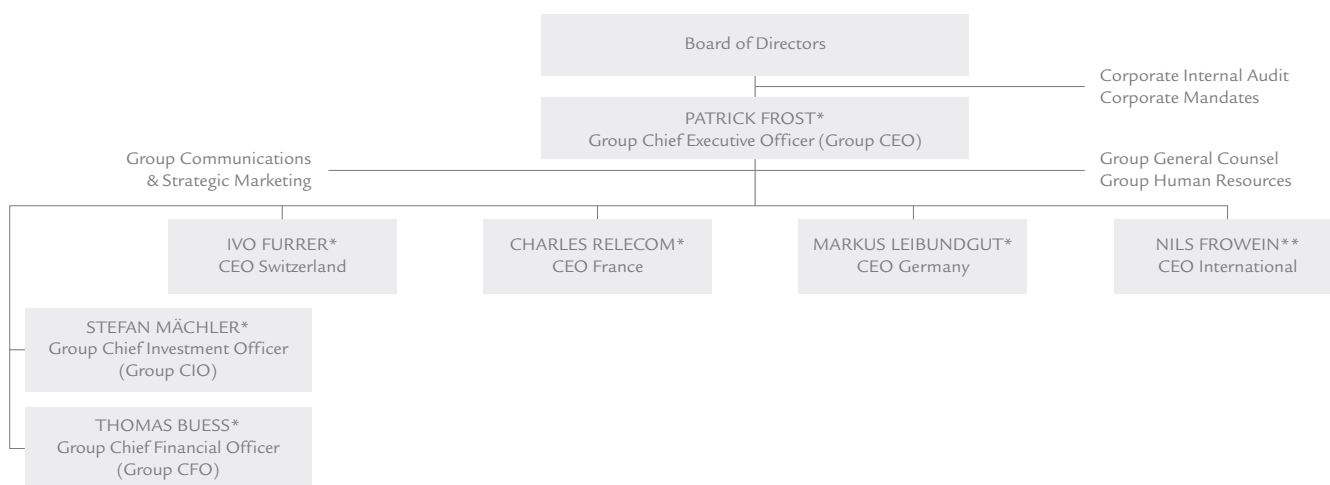 Board of Directors
Corporate Internal Audit
Corporate Mandates
PATRICK FROST*
Group Chief Executive Officer (Group CEO)
Group Communications
& Strategic Marketing
Group General Counsel
Group Human Resources
IVO FURRER*
CEO Switzerland
CHARLES RELECOM*
CEO France
MARKUS LEIBUNDGUT*
CEO Germany
NILS FROWEIN**
CEO International
STEFAN MÄCHLER*
Group Chief Investment Officer
(Group CIO)
THOMAS BUESS*
Group Chief Financial Officer
(Group CFO)